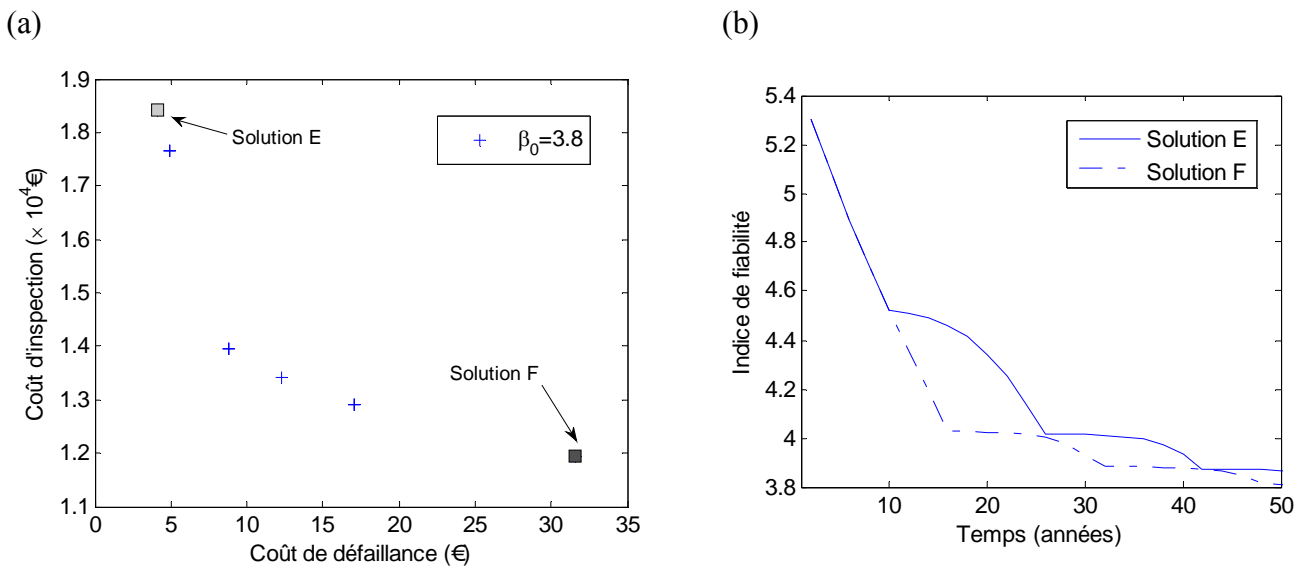 (a)
1.9
1.8
1.7
1.6
1.5
1.4
1.3
1.2
1.1
0 5 10 15 20 25 30 35
Coût d'inspection (× 10⁴€)
Coût de défaillance (€)
Solution E
β₀=3.8
Solution F
(b)
5.4
5.2
5
4.8
4.6
4.4
4.2
4
3.8
10 20 30 40 50
Indice de fiabilité
Temps (années)
Solution E
Solution F